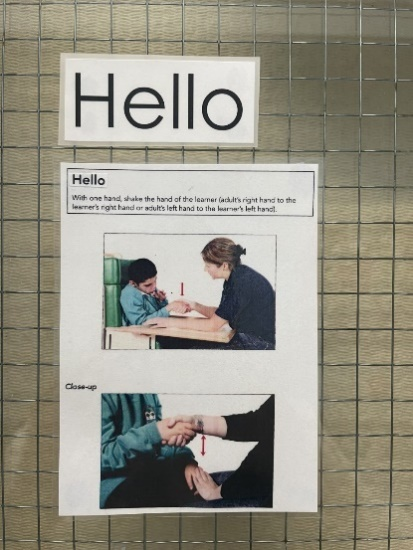 Hello
Hello
With one hand, shake the hand of the learner (adult's right hand to the
learner's right hand or adult's left hand to the learner's left hand).
Close-up